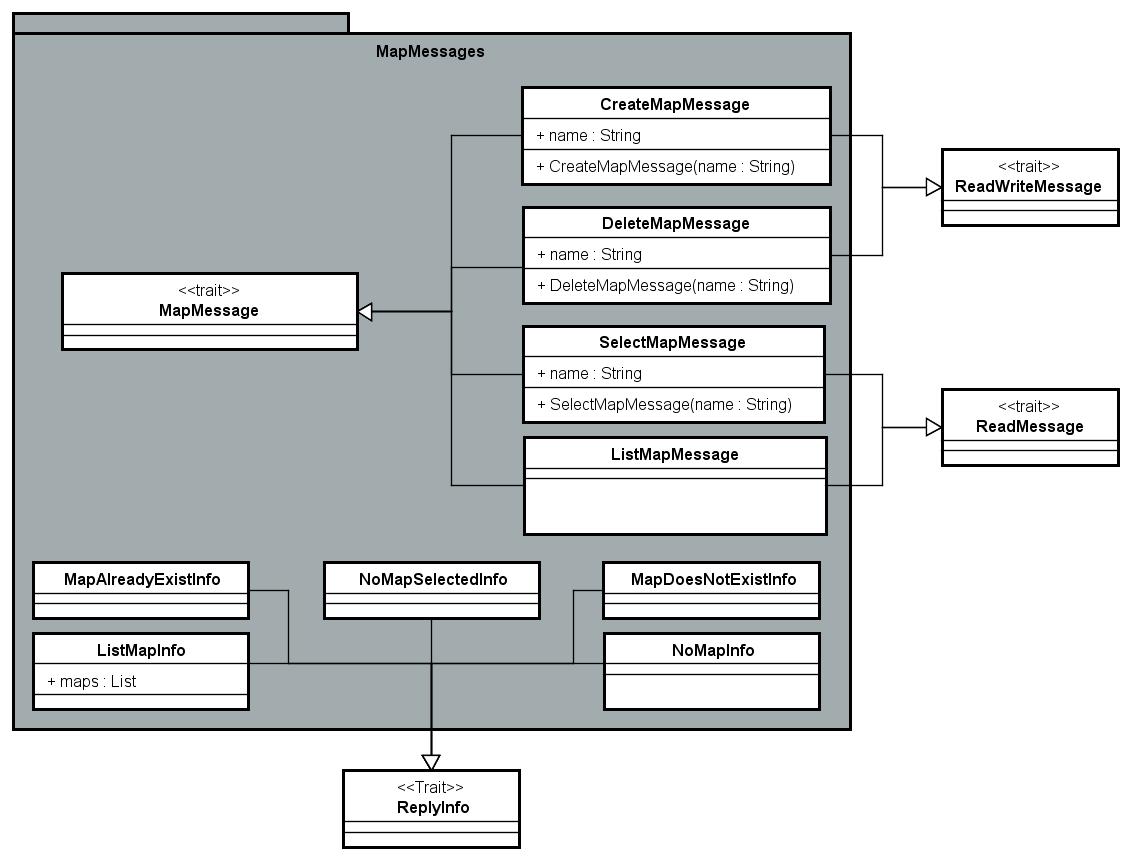 MapMessages
CreateMapMessage
+ name : String
+ CreateMapMessage(name : String)
<<trait>>
ReadWriteMessage
DeleteMapMessage
+ name : String
+ DeleteMapMessage(name : String)
<<trait>>
MapMessage
SelectMapMessage
+ name : String
+ SelectMapMessage(name : String)
<<trait>>
ReadMessage
ListMapMessage
MapAlreadyExistInfo
NoMapSelectedInfo
MapDoesNotExistInfo
ListMapInfo
+ maps : List
NoMapInfo
<<Trait>>
ReplyInfo